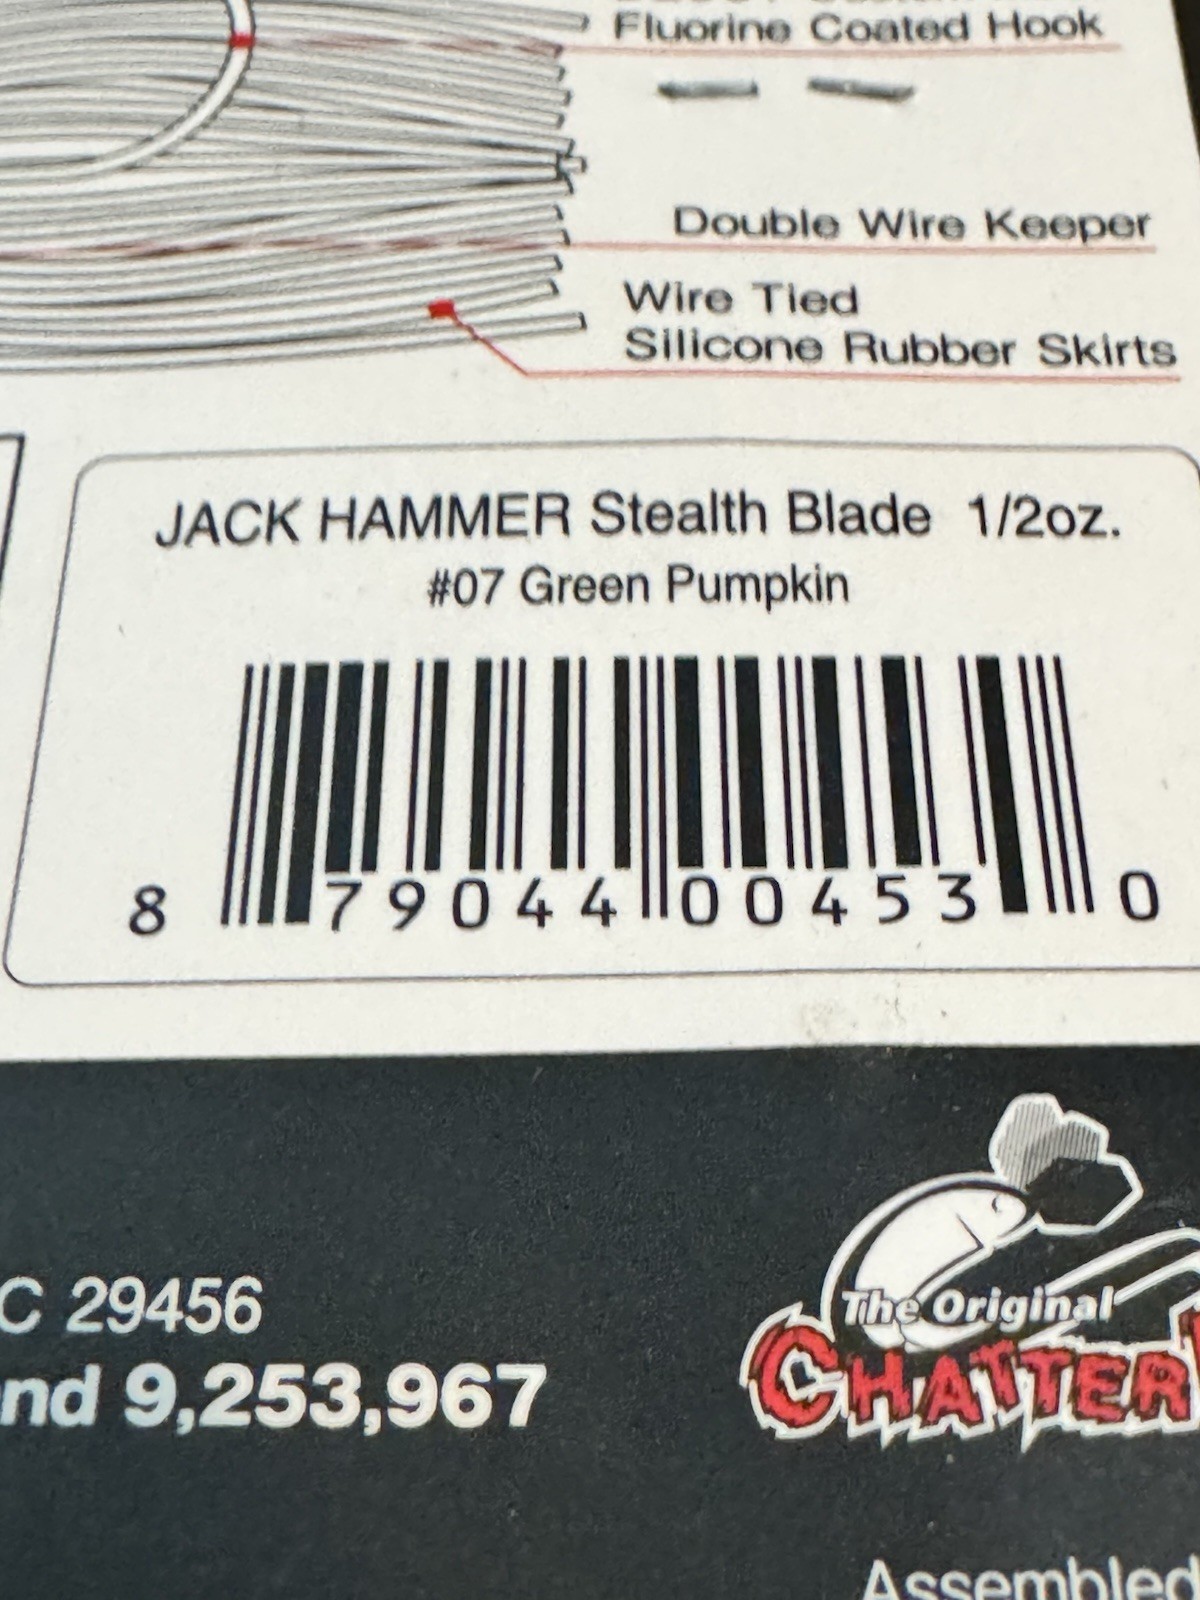 Fluorine Coated Hook
Double Wire Keeper
Wire Tied
Silicone Rubber Skirts
JACK HAMMER Stealth Blade 1/2oz.
#07 Green Pumpkin
8 79044 00453 0
C 29456
nd 9,253,967
The Original
CHATTER
Assembled